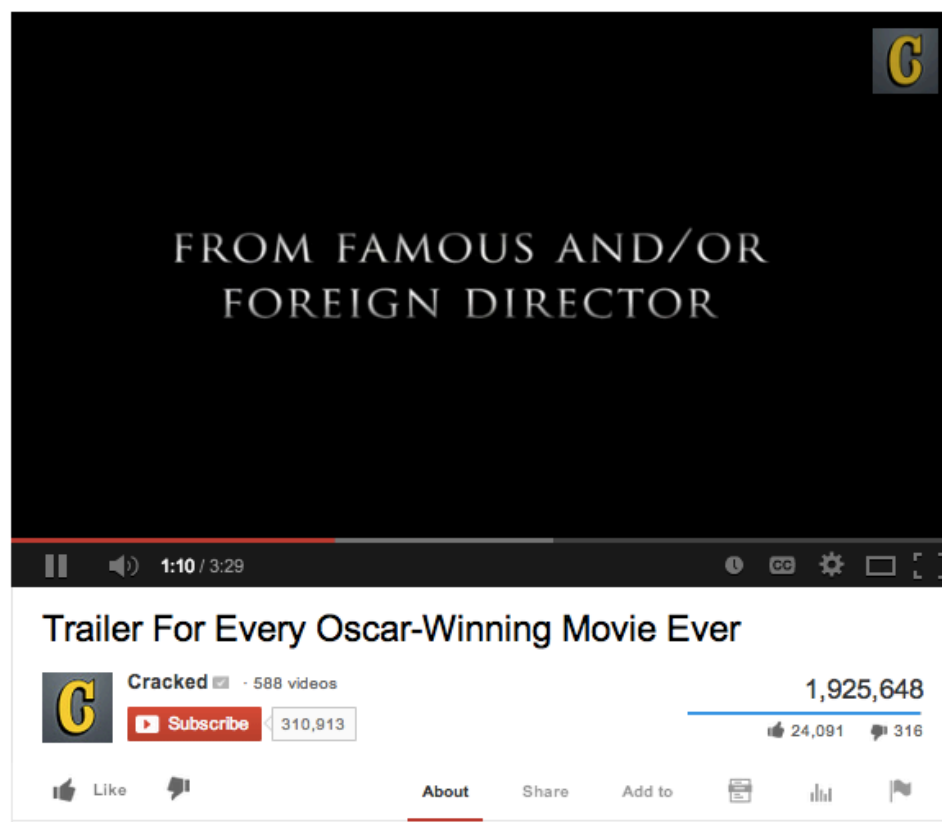 C
FROM FAMOUS AND/OR
FOREIGN DIRECTOR
1:10 / 3:29
CC
Trailer For Every Oscar-Winning Movie Ever
C
Cracked · 588 videos
Subscribe 310,913
1,925,648
24,091 316
Like About Share Add to